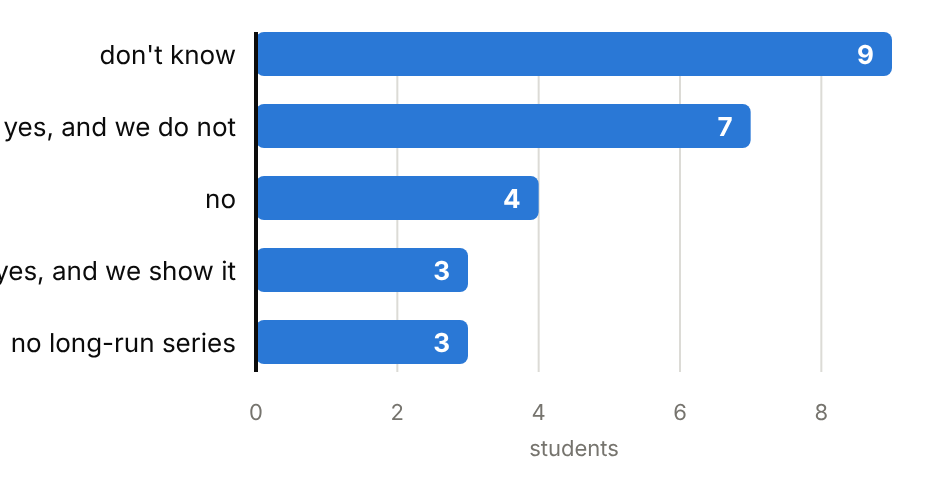 don't know
9
yes, and we do not
7
no
4
yes, and we show it
3
no long-run series
3
0 2 4 6 8
students